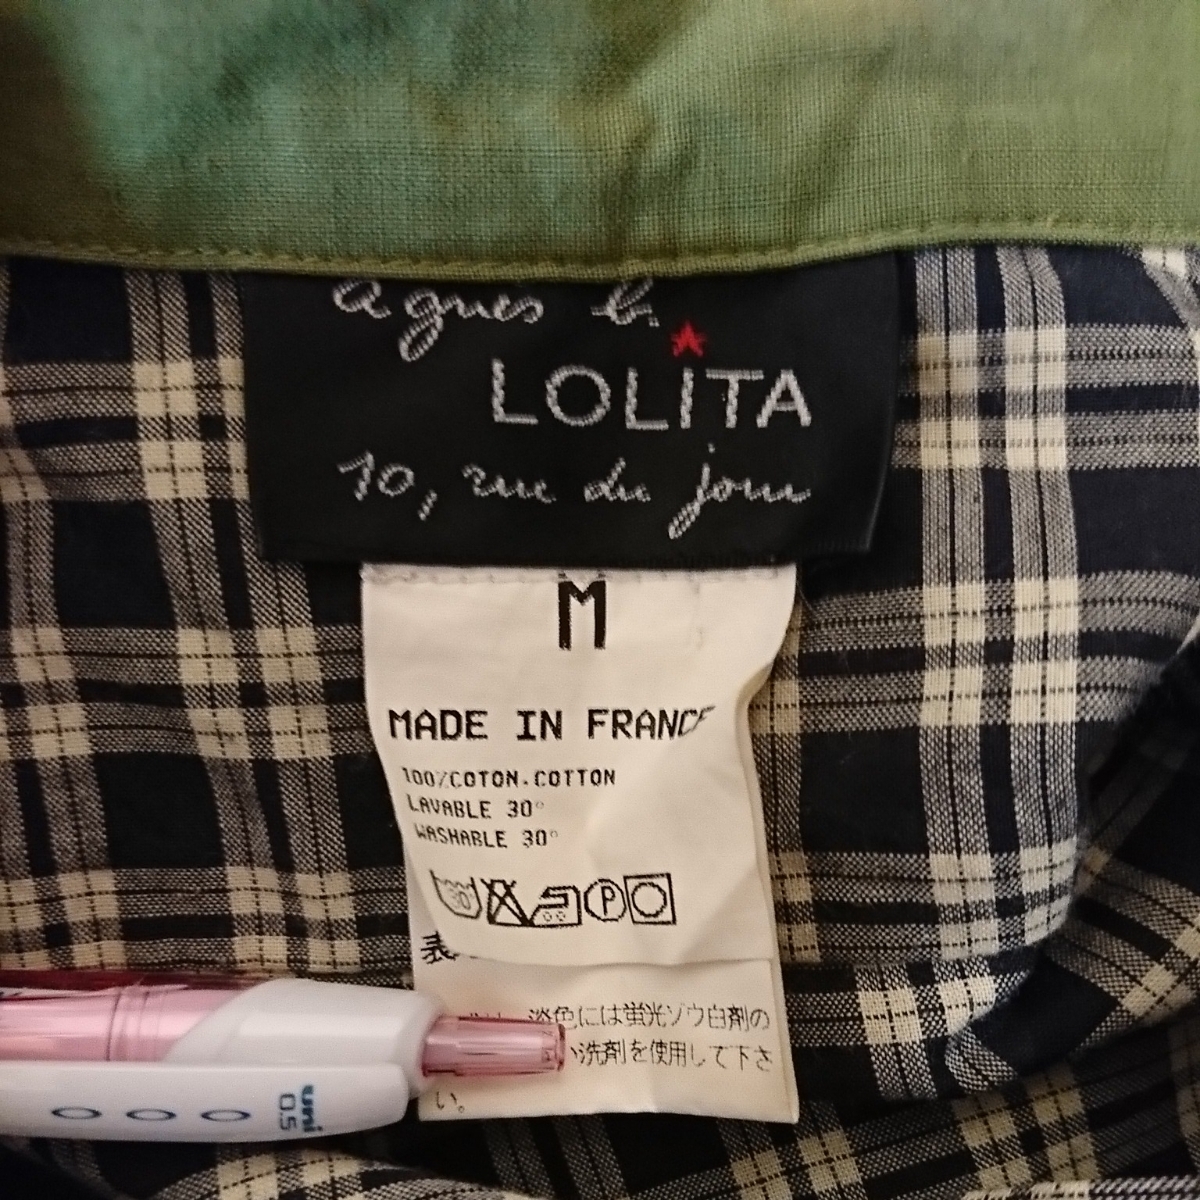 agnes b.
LOLITA
10, rue du jour
M
MADE IN FRANCE
100%COTON.COTTON
LAVABLE 30°
WASHABLE 30°
30 P
表
淡色には蛍光ソウ白剤の
い洗剤を使用して下さ
い。
uni
0.5